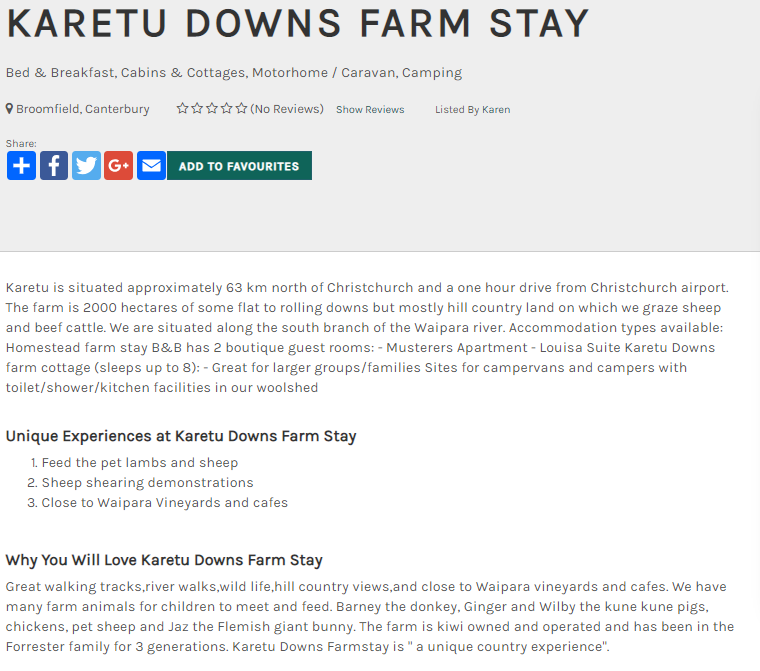 KARETU DOWNS FARM STAY
Bed & Breakfast, Cabins & Cottages, Motorhome / Caravan, Camping
Broomfield, Canterbury (No Reviews) Show Reviews Listed By Karen
Share:
f G+ ADD TO FAVOURITES
Karetu is situated approximately 63 km north of Christchurch and a one hour drive from Christchurch airport.
The farm is 2000 hectares of some flat to rolling downs but mostly hill country land on which we graze sheep
and beef cattle. We are situated along the south branch of the Waipara river. Accommodation types available:
Homestead farm stay B&B has 2 boutique guest rooms: - Musterers Apartment - Louisa Suite Karetu Downs
farm cottage (sleeps up to 8): - Great for larger groups/families Sites for campervans and campers with
toilet/shower/kitchen facilities in our woolshed
Unique Experiences at Karetu Downs Farm Stay
1. Feed the pet lambs and sheep
2. Sheep shearing demonstrations
3. Close to Waipara Vineyards and cafes
Why You Will Love Karetu Downs Farm Stay
Great walking tracks,river walks,wild life,hill country views,and close to Waipara vineyards and cafes. We have
many farm animals for children to meet and feed. Barney the donkey, Ginger and Wilby the kune kune pigs,
chickens, pet sheep and Jaz the Flemish giant bunny. The farm is kiwi owned and operated and has been in the
Forrester family for 3 generations. Karetu Downs Farmstay is " a unique country experience".